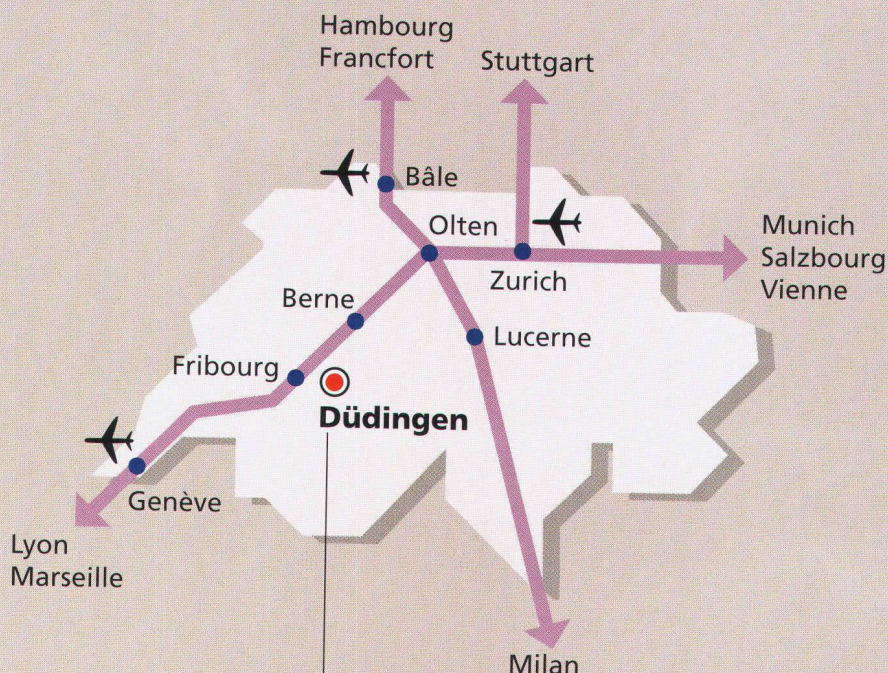 Hambourg
Francfort
Stuttgart
Bâle
Olten
Zurich
Munich
Salzbourg
Vienne
Berne
Lucerne
Fribourg
Düdingen
Genève
Lyon
Marseille
Milan